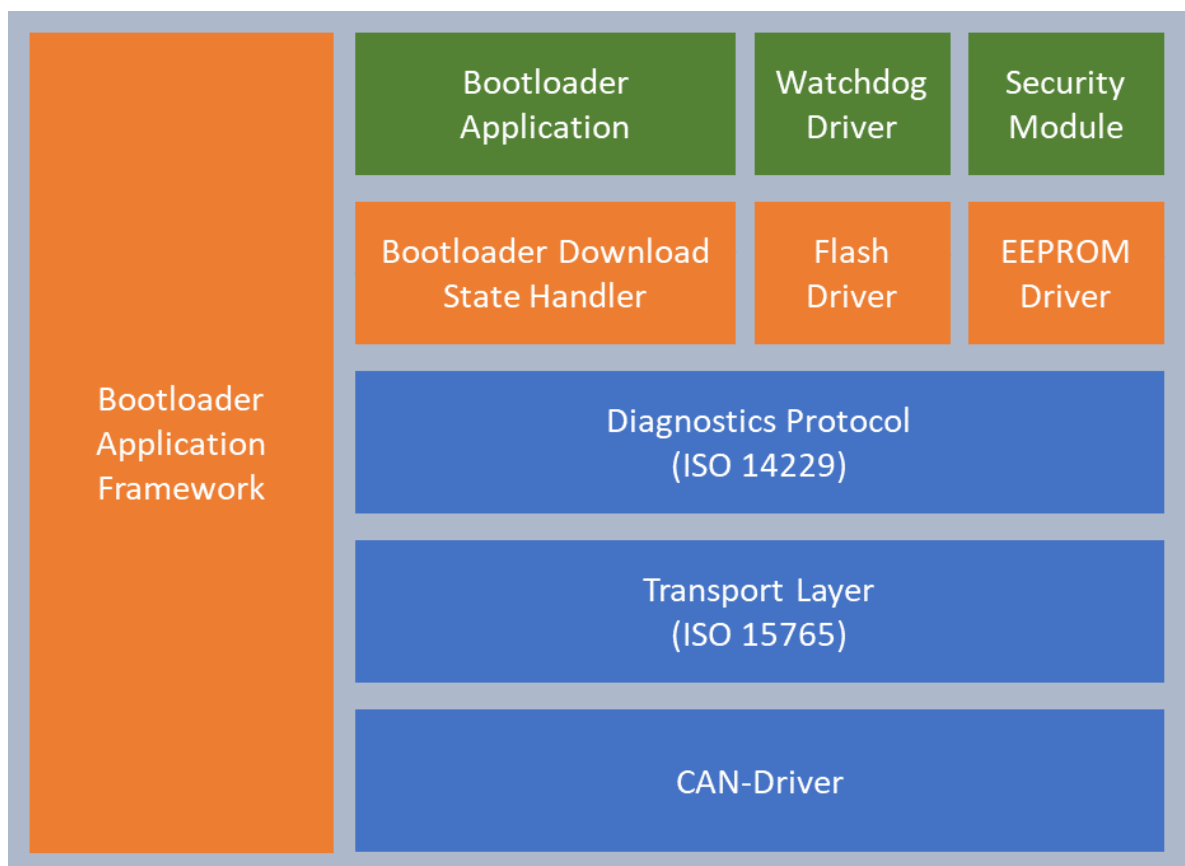 Bootloader
Application
Framework
Bootloader
Application
Watchdog
Driver
Security
Module
Bootloader Download
State Handler
Flash
Driver
EEPROM
Driver
Diagnostics Protocol
(ISO 14229)
Transport Layer
(ISO 15765)
CAN-Driver